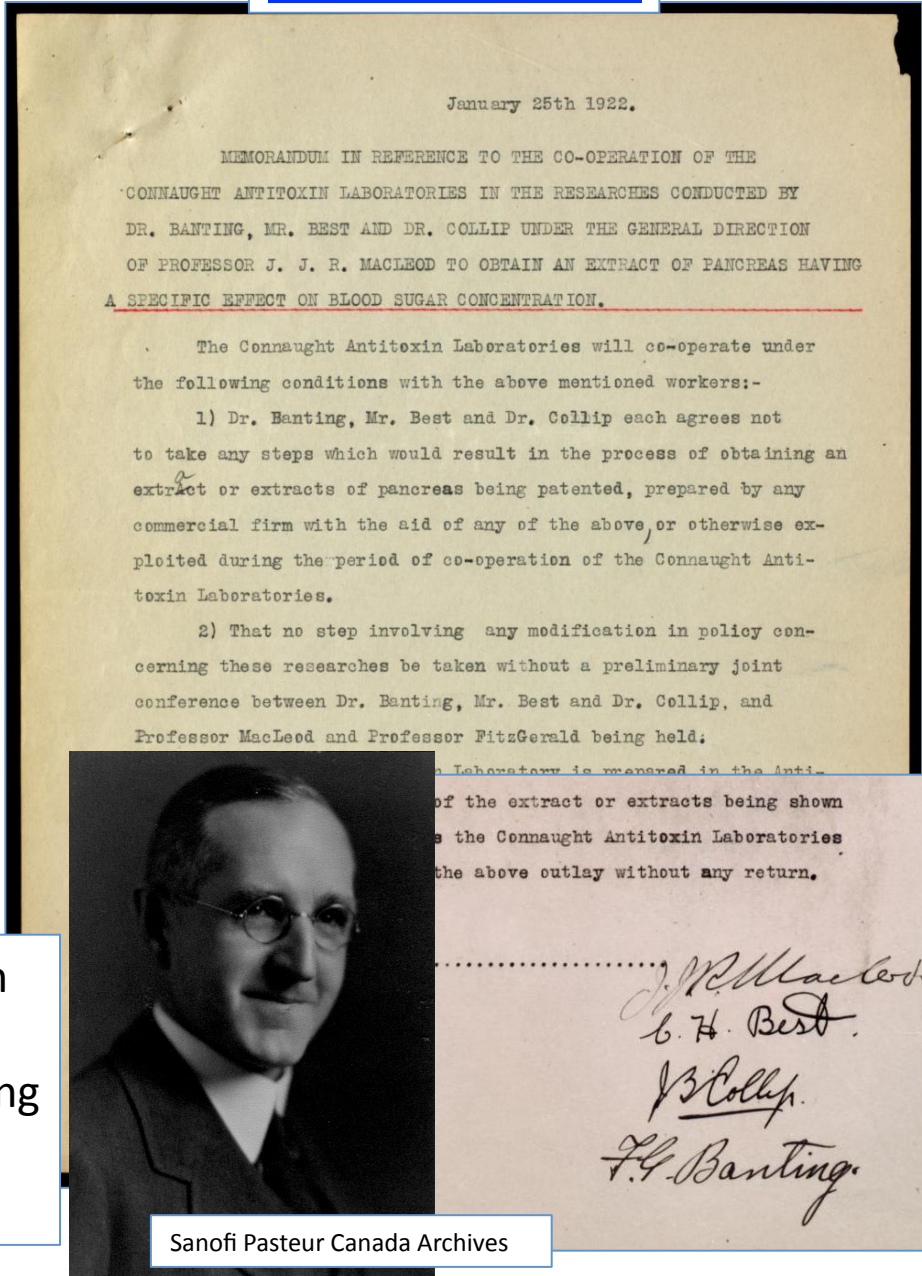 January 25th 1922.
MEMORANDUM IN REFERENCE TO THE CO-OPERATION OF THE
CONNAUGHT ANTITOXIN LABORATORIES IN THE RESEARCHES CONDUCTED BY
DR. BANTING, MR. BEST AND DR. COLLIP UNDER THE GENERAL DIRECTION
OF PROFESSOR J. J. R. MACLEOD TO OBTAIN AN EXTRACT OF PANCREAS HAVING
A SPECIFIC EFFECT ON BLOOD SUGAR CONCENTRATION.
The Connaught Antitoxin Laboratories will co-operate under
the following conditions with the above mentioned workers:-
1) Dr. Banting, Mr. Best and Dr. Collip each agrees not
to take any steps which would result in the process of obtaining an
extract or extracts of pancreas being patented, prepared by any
commercial firm with the aid of any of the above, or otherwise ex-
ploited during the period of co-operation of the Connaught Anti-
toxin Laboratories.
2) That no step involving any modification in policy con-
cerning these researches be taken without a preliminary joint
conference between Dr. Banting, Mr. Best and Dr. Collip, and
Professor MacLeod and Professor FitzGerald being held.
Laboratory is prepared in the Anti-
of the extract or extracts being shown
the Connaught Antitoxin Laboratories
the above outlay without any return.
J. J. R. Macleod.
C. H. Best.
J B Collip.
F. G. Banting.
Sanofi Pasteur Canada Archives